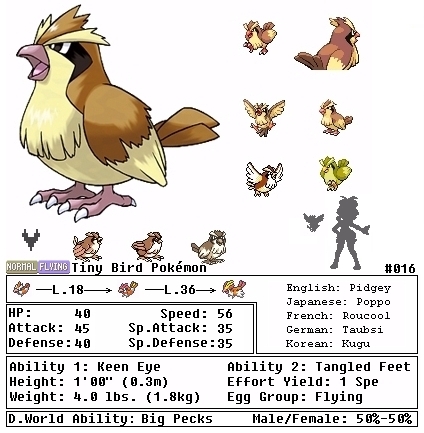 NORMAL FLYING Tiny Bird Pokémon #016
L.18 L.36
HP: 40 Speed: 56
Attack: 45 Sp.Attack: 35
Defense:40 Sp.Defense:35
English: Pidgey
Japanese: Poppo
French: Roucool
German: Taubsi
Korean: Kugu
Ability 1: Keen Eye Ability 2: Tangled Feet
Height: 1'00" (0.3m) Effort Yield: 1 Spe
Weight: 4.0 lbs. (1.8kg) Egg Group: Flying
D.World Ability: Big Pecks Male/Female: 50%-50%